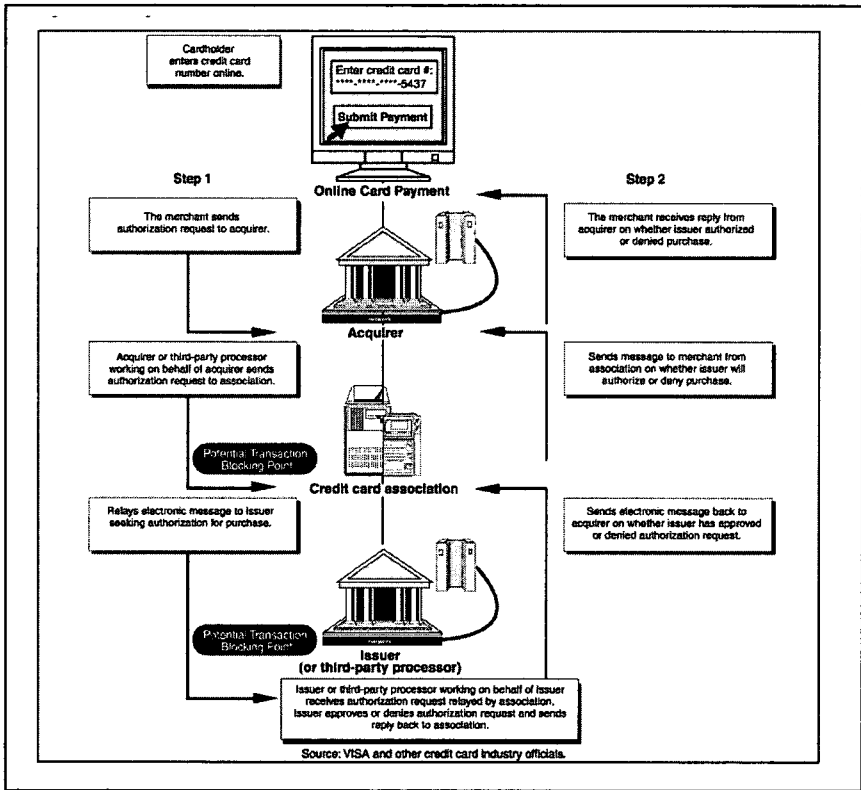 Cardholder
enters credit card
number online.
Enter credit card #:
****-****-****-5437
Submit Payment
Step 1
Online Card Payment
Step 2
The merchant sends
authorization request to acquirer.
The merchant receives reply from
acquirer on whether issuer authorized
or denied purchase.
Acquirer
Acquirer or third-party processor
working on behalf of acquirer sends
authorization request to association.
Sends message to merchant from
association on whether issuer will
authorize or deny purchase.
Potential Transaction
Blocking Point
Credit card association
Relays electronic message to issuer
seeking authorization for purchase.
Sends electronic message back to
acquirer on whether issuer has approved
or denied authorization request.
Potential Transaction
Blocking Point
Issuer
(or third-party processor)
Issuer or third-party processor working on behalf of issuer
receives authorization request relayed by association.
Issuer approves or denies authorization request and sends
reply back to association.
Source: VISA and other credit card industry officials.